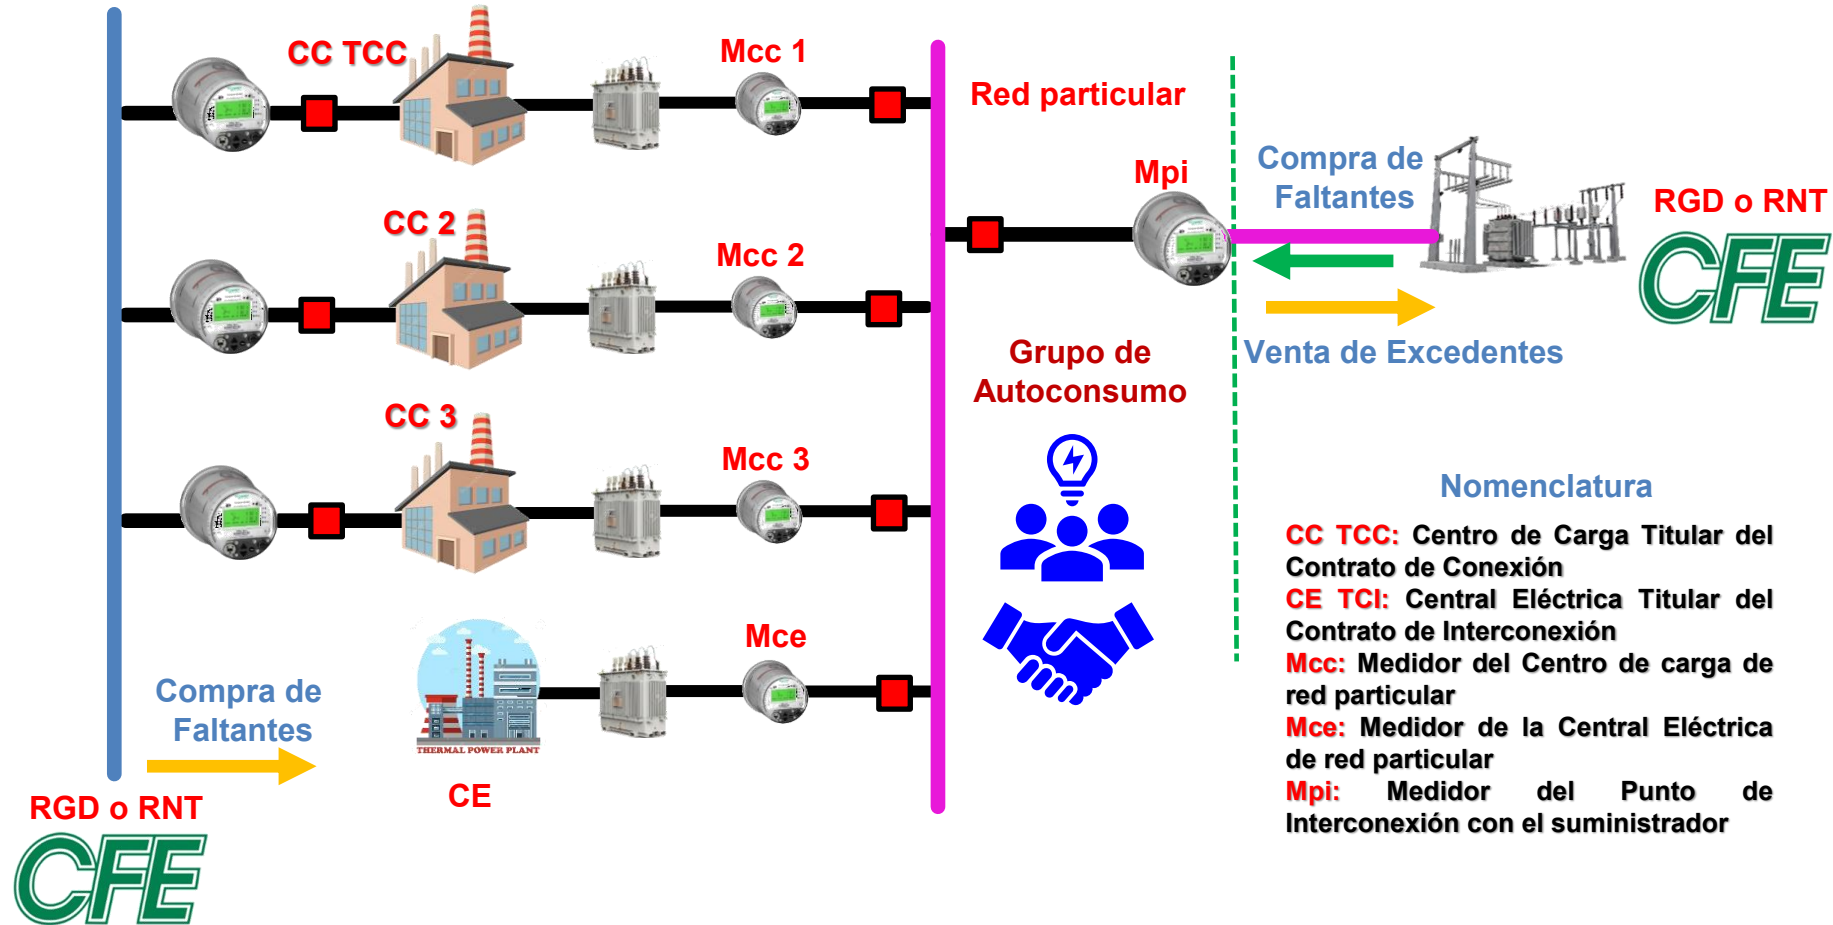 CC TCC
Mcc 1
Red particular
Compra de
Faltantes
Mpi
RGD o RNT
CFE
CC 2
Mcc 2
Venta de Excedentes
Grupo de
Autoconsumo
CC 3
Mcc 3
Nomenclatura
CC TCC: Centro de Carga Titular del
Contrato de Conexión
CE TCI: Central Eléctrica Titular del
Contrato de Interconexión
Mcc: Medidor del Centro de carga de
red particular
Mce: Medidor de la Central Eléctrica
de red particular
Mpi: Medidor del Punto de
Interconexión con el suministrador
Mce
Compra de
Faltantes
THERMAL POWER PLANT
CE
RGD o RNT
CFE